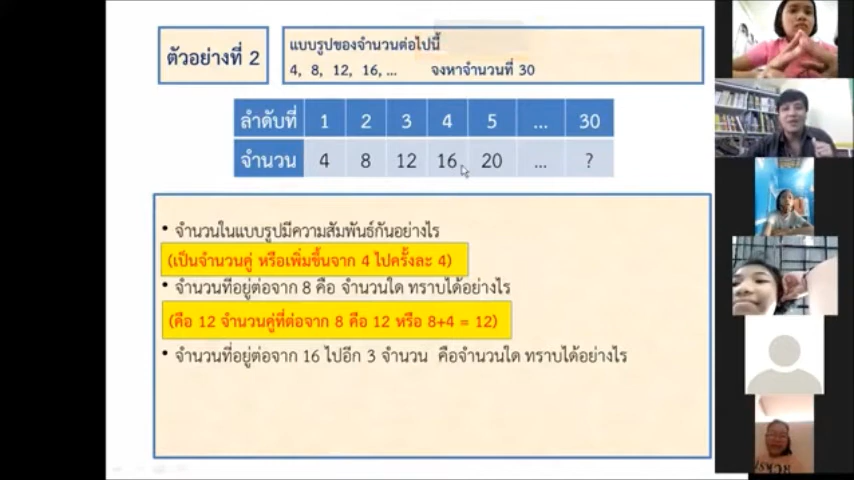 ตัวอย่างที่ 2
แบบรูปของจำนวนต่อไปนี้
4, 8, 12, 16, ... จงหาจำนวนที่ 30
ลำดับที่ 1 2 3 4 5 ... 30
จำนวน 4 8 12 16 20 ... ?
• จำนวนในแบบรูปมีความสัมพันธ์กันอย่างไร
(เป็นจำนวนคู่ หรือเพิ่มขึ้นจาก 4 ไปครั้งละ 4)
• จำนวนที่อยู่ต่อจาก 8 คือ จำนวนใด ทราบได้อย่างไร
(คือ 12 จำนวนคู่ที่ต่อจาก 8 คือ 12 หรือ 8+4 = 12)
• จำนวนที่อยู่ต่อจาก 16 ไปอีก 3 จำนวน คือจำนวนใด ทราบได้อย่างไร